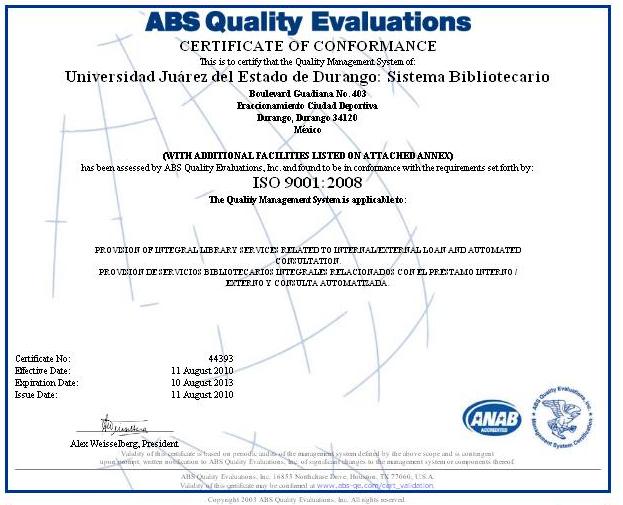 ABS Quality Evaluations
CERTIFICATE OF CONFORMANCE
This is to certify that the Quality Management System of:
Universidad Juárez del Estado de Durango: Sistema Bibliotecario
Boulevard Guadiana No. 403
Fraccionamiento Ciudad Deportiva
Durango, Durango 34120
México
(WITH ADDITIONAL FACILITIES LISTED ON ATTACHED ANNEX)
has been assessed by ABS Quality Evaluations, Inc. and found to be in conformance with the requirements set forth by:
ISO 9001:2008
The Quality Management System is applicable to:
PROVISION OF INTEGRAL LIBRARY SERVICES RELATED TO INTERNAL/EXTERNAL LOAN AND AUTOMATED
CONSULTATION.
PROVISIÓN DE SERVICIOS BIBLIOTECARIOS INTEGRALES RELACIONADOS CON EL PRESTAMO INTERNO /
EXTERNO Y CONSULTA AUTOMATIZADA.
Certificate No: 44393
Effective Date: 11 August 2010
Expiration Date: 10 August 2013
Issue Date: 11 August 2010
ANAB
ACCREDITED
ABS Quality Evaluations, Inc.
Management System Certification
Alex Weisselberg, President
Validity of this certificate is based on periodic audits of the management system defined by the above scope and is contingent
upon prompt, written notification to ABS Quality Evaluations, Inc. of significant changes to the management system or components thereof.
ABS Quality Evaluations, Inc. 16855 Northchase Drive, Houston, TX 77060, U.S.A.
Validity of this certificate may be confirmed at www.abs-qe.com/cert_validation
Copyright 2003 ABS Quality Evaluations, Inc. All rights reserved.